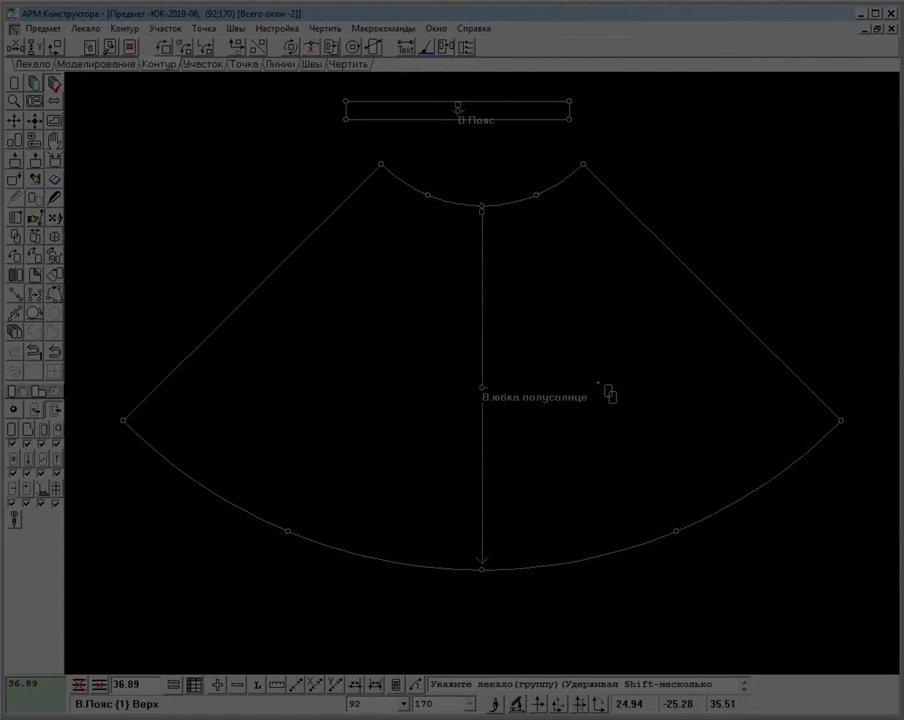 АРМ Конструктора - [Предмет -ЮК-2019-06, (92;170) [Всего окон -2]]
Предмет Лекало Контур Участок Точка Швы Настройка Чертить Макрокоманды Окно Справка
Text
Лекало Моделирование Контур Участок Точка Линии Швы Чертить
В.Пояс
В.юбка полусолнце
36.89 36.89 Укажите лекало(группу) (Удерживая Shift-несколько
В.Пояс {1} Верх 92 170 24.94 -25.28 35.51